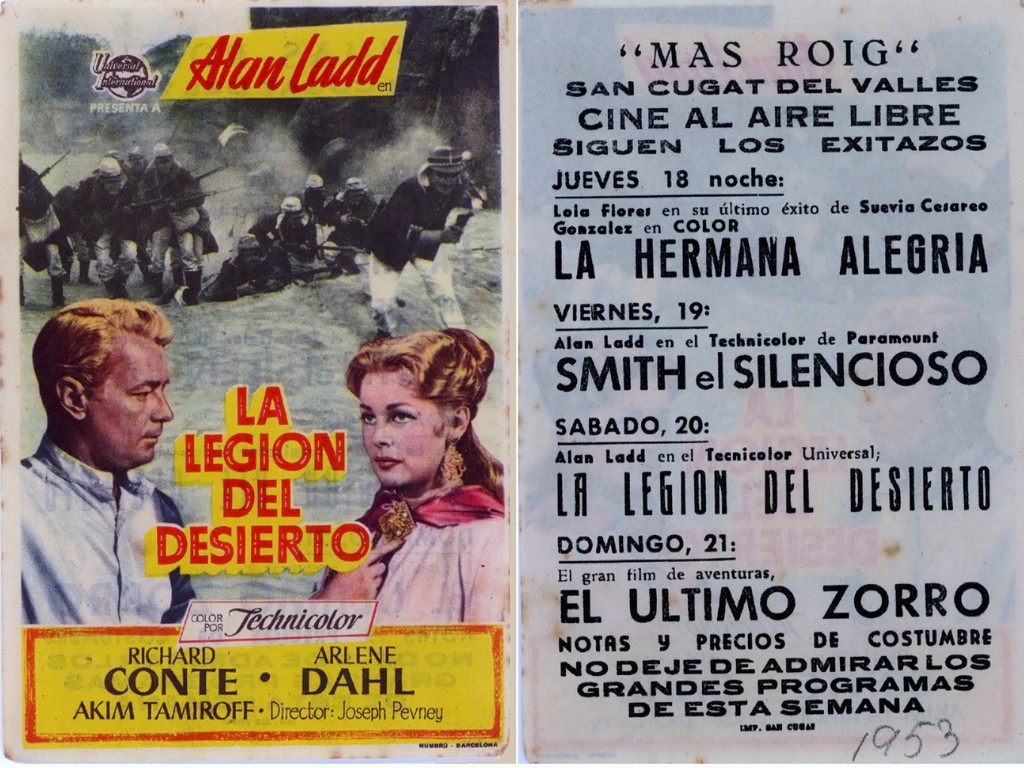 Universal
International
PRESENTA A
Alan Ladd
en
LA
LEGION
DEL
DESIERTO
COLOR
POR Technicolor
RICHARD ARLENE
CONTE · DAHL
AKIM TAMIROFF · Director: Joseph Pevney
NUMBRO - BARCELONA
“MAS ROIG“
SAN CUGAT DEL VALLES
CINE AL AIRE LIBRE
SIGUEN LOS EXITAZOS
JUEVES 18 noche:
Lola Flores en su último éxito de Suevia Cesareo
Gonzalez en COLOR
LA HERMANA ALEGRIA
VIERNES, 19:
Alan Ladd en el Technicolor de Paramount
SMITH el SILENCIOSO
SABADO, 20:
Alan Ladd en el Tecnicolor Universal;
LA LEGION DEL DESIERTO
DOMINGO, 21:
El gran film de aventuras,
EL ULTIMO ZORRO
NOTAS Y PRECIOS DE COSTUMBRE
NO DEJE DE ADMIRAR LOS
GRANDES PROGRAMAS
DE ESTA SEMANA
IMP. SAN CUGAT
1953